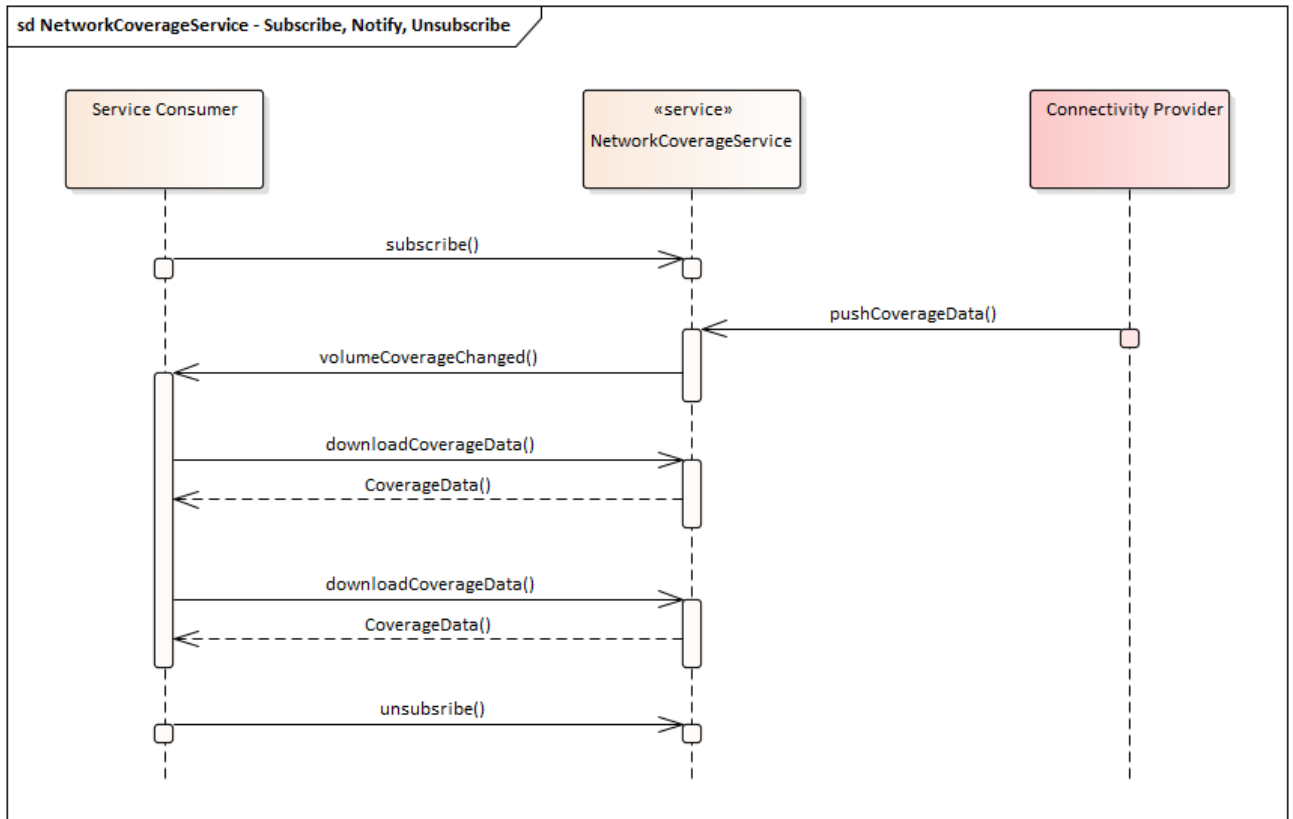 sd NetworkCoverageService - Subscribe, Notify, Unsubscribe
Service Consumer
«service»
NetworkCoverageService
Connectivity Provider
subscribe()
pushCoverageData()
volumeCoverageChanged()
downloadCoverageData()
CoverageData()
downloadCoverageData()
CoverageData()
unsubsribe()